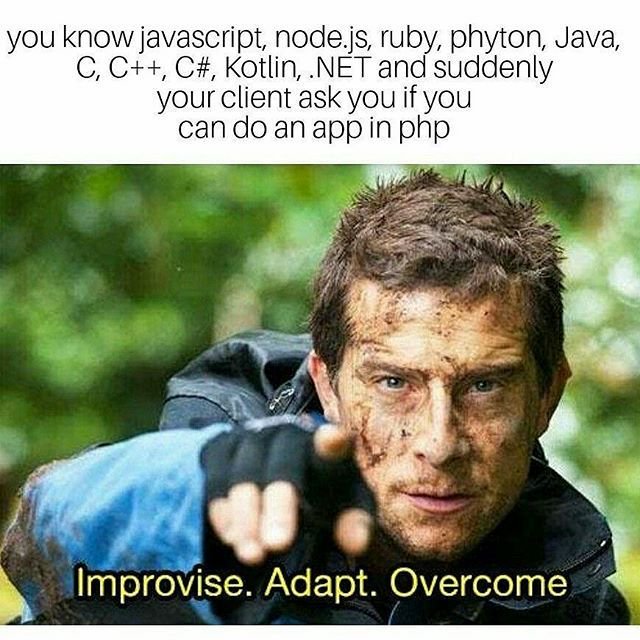 you know javascript, node.js, ruby, phyton, Java,
C, C++, C#, Kotlin, .NET and suddenly
your client ask you if you
can do an app in php
Improvise. Adapt. Overcome